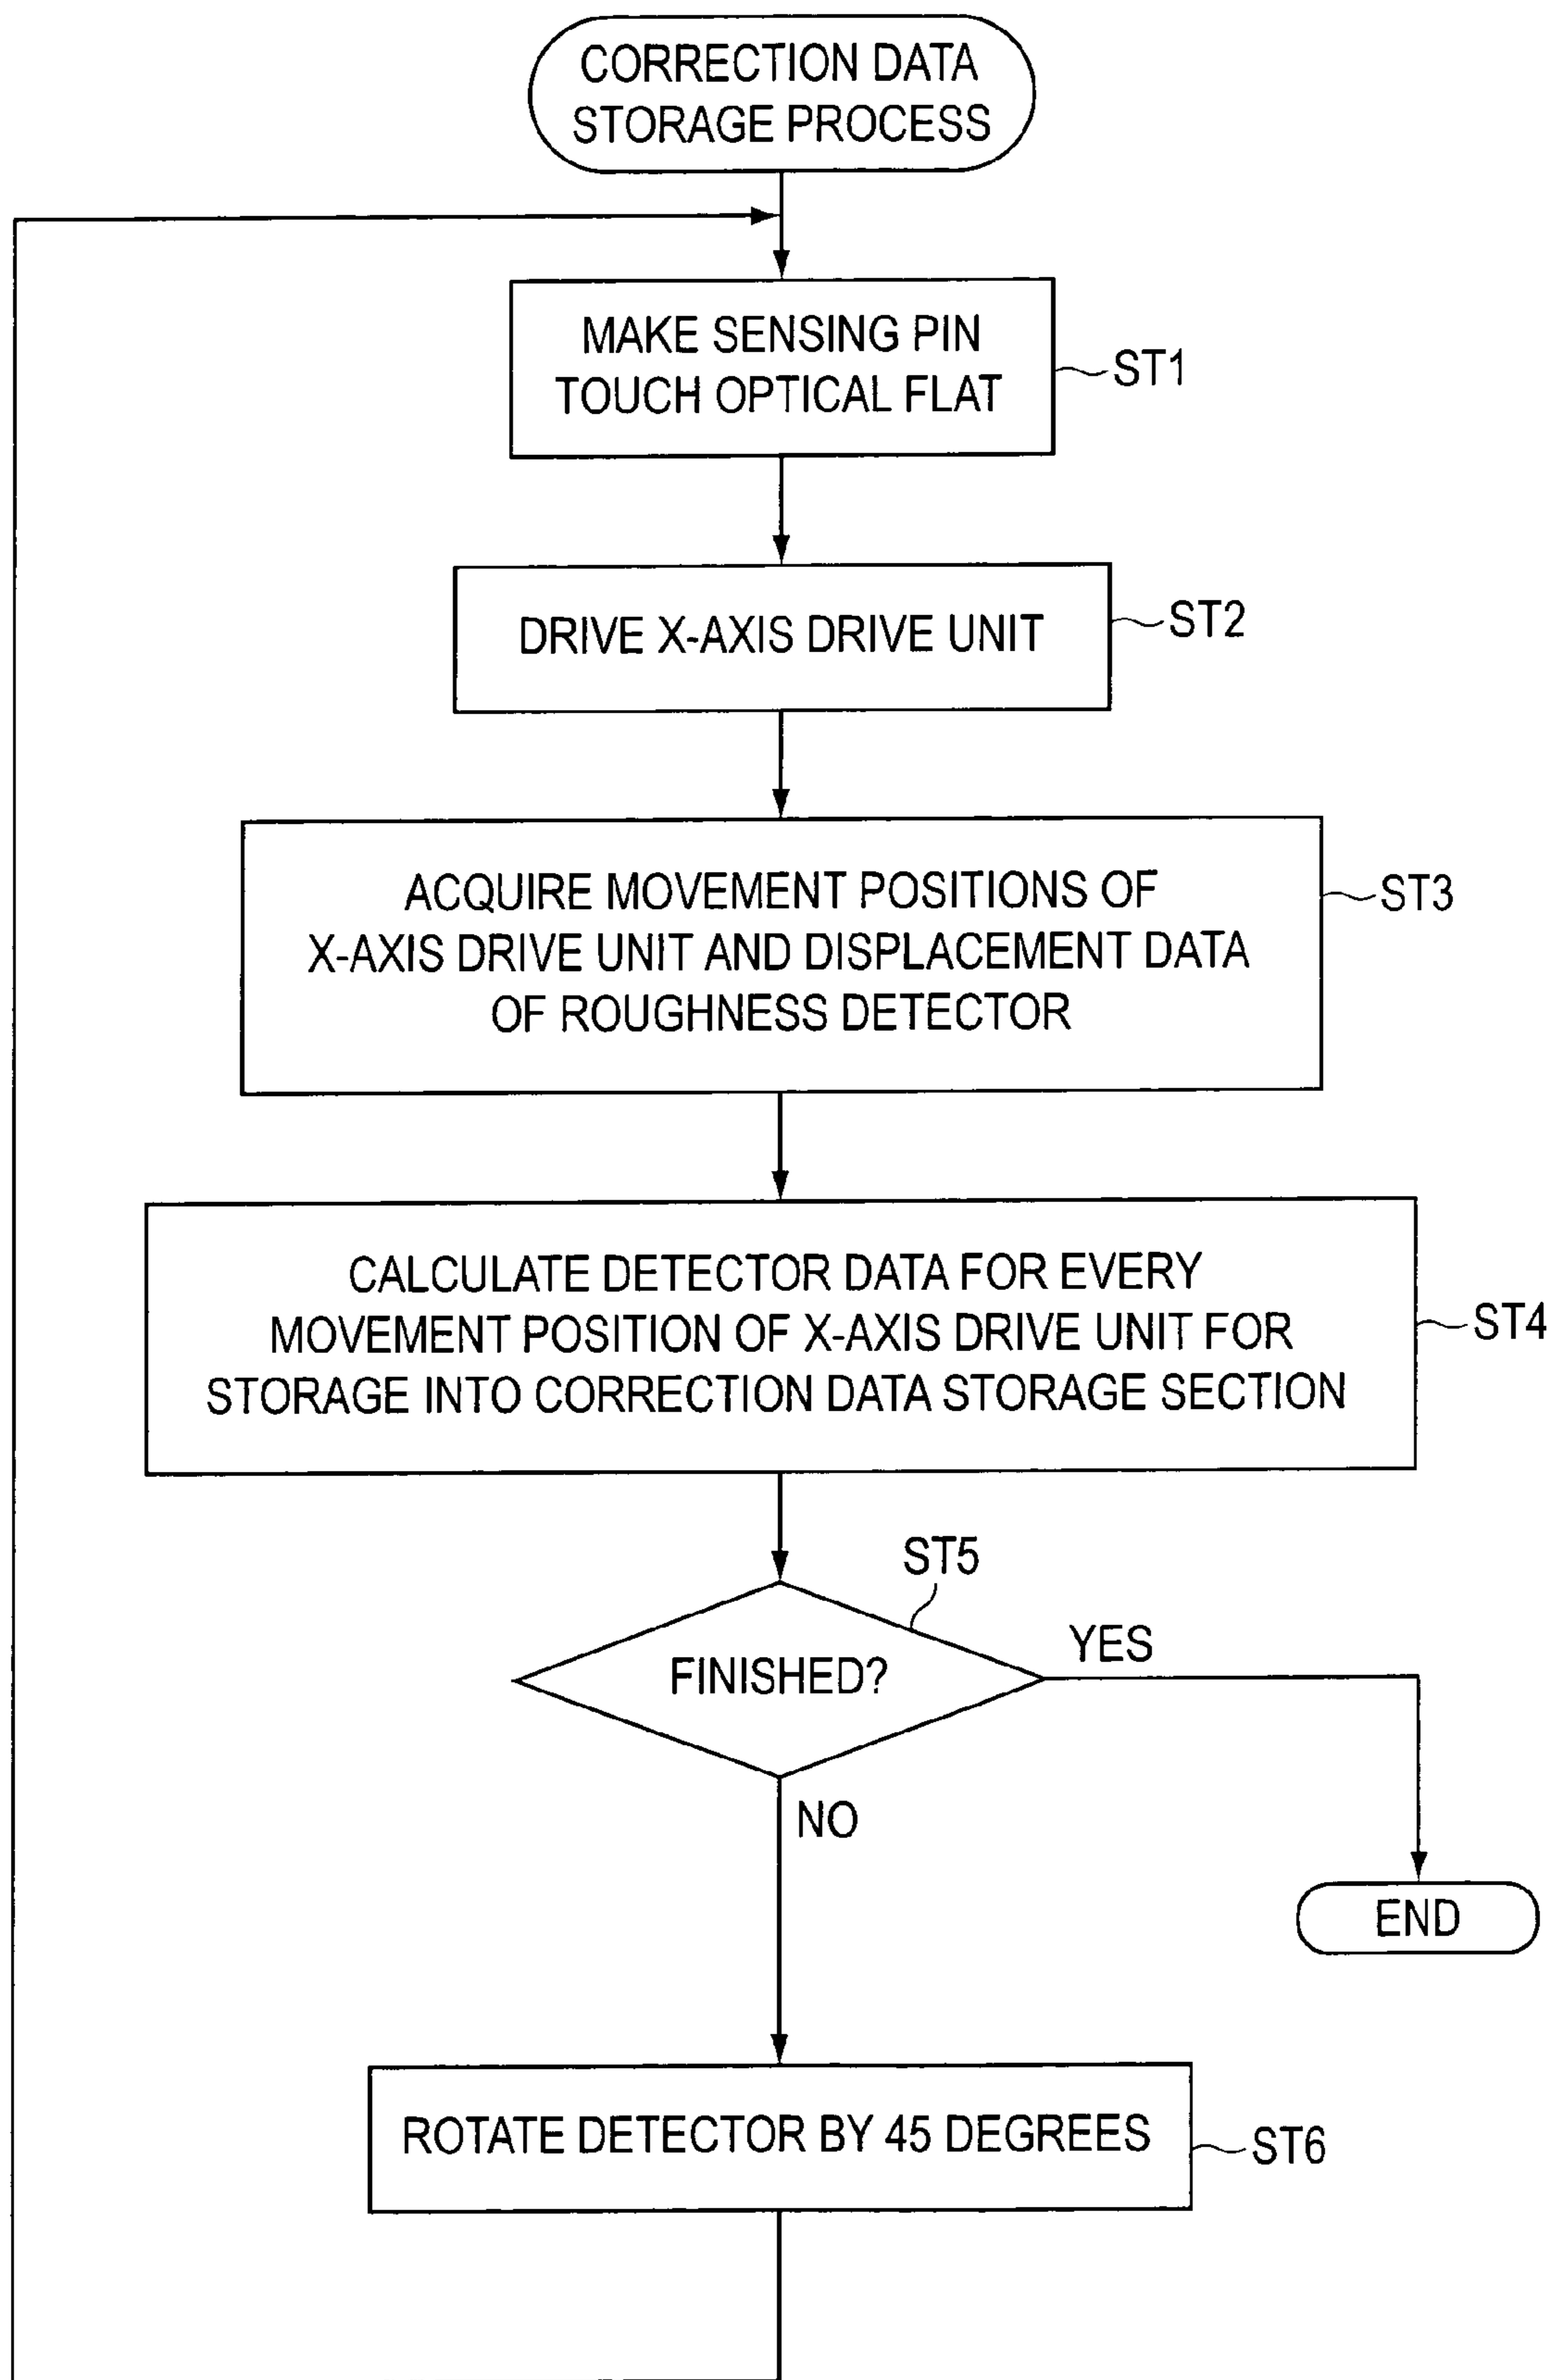 CORRECTION DATA
STORAGE PROCESS
MAKE SENSING PIN
TOUCH OPTICAL FLAT
ST1
DRIVE X-AXIS DRIVE UNIT
ST2
ACQUIRE MOVEMENT POSITIONS OF
X-AXIS DRIVE UNIT AND DISPLACEMENT DATA
OF ROUGHNESS DETECTOR
ST3
CALCULATE DETECTOR DATA FOR EVERY
MOVEMENT POSITION OF X-AXIS DRIVE UNIT FOR
STORAGE INTO CORRECTION DATA STORAGE SECTION
ST4
ST5
FINISHED?
YES
NO
END
ROTATE DETECTOR BY 45 DEGREES
ST6